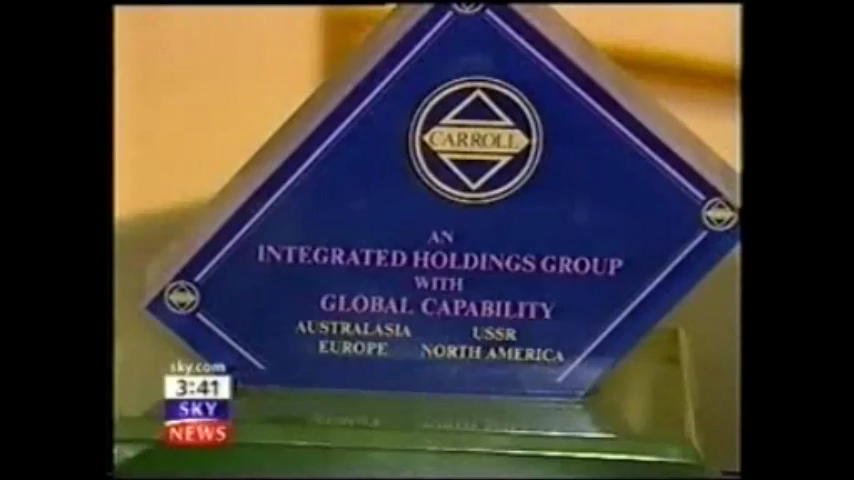 CARROLL
AN
INTEGRATED HOLDINGS GROUP
WITH
GLOBAL CAPABILITY
AUSTRALASIA USSR
EUROPE NORTH AMERICA
sky.com
3:41
SKY
NEWS